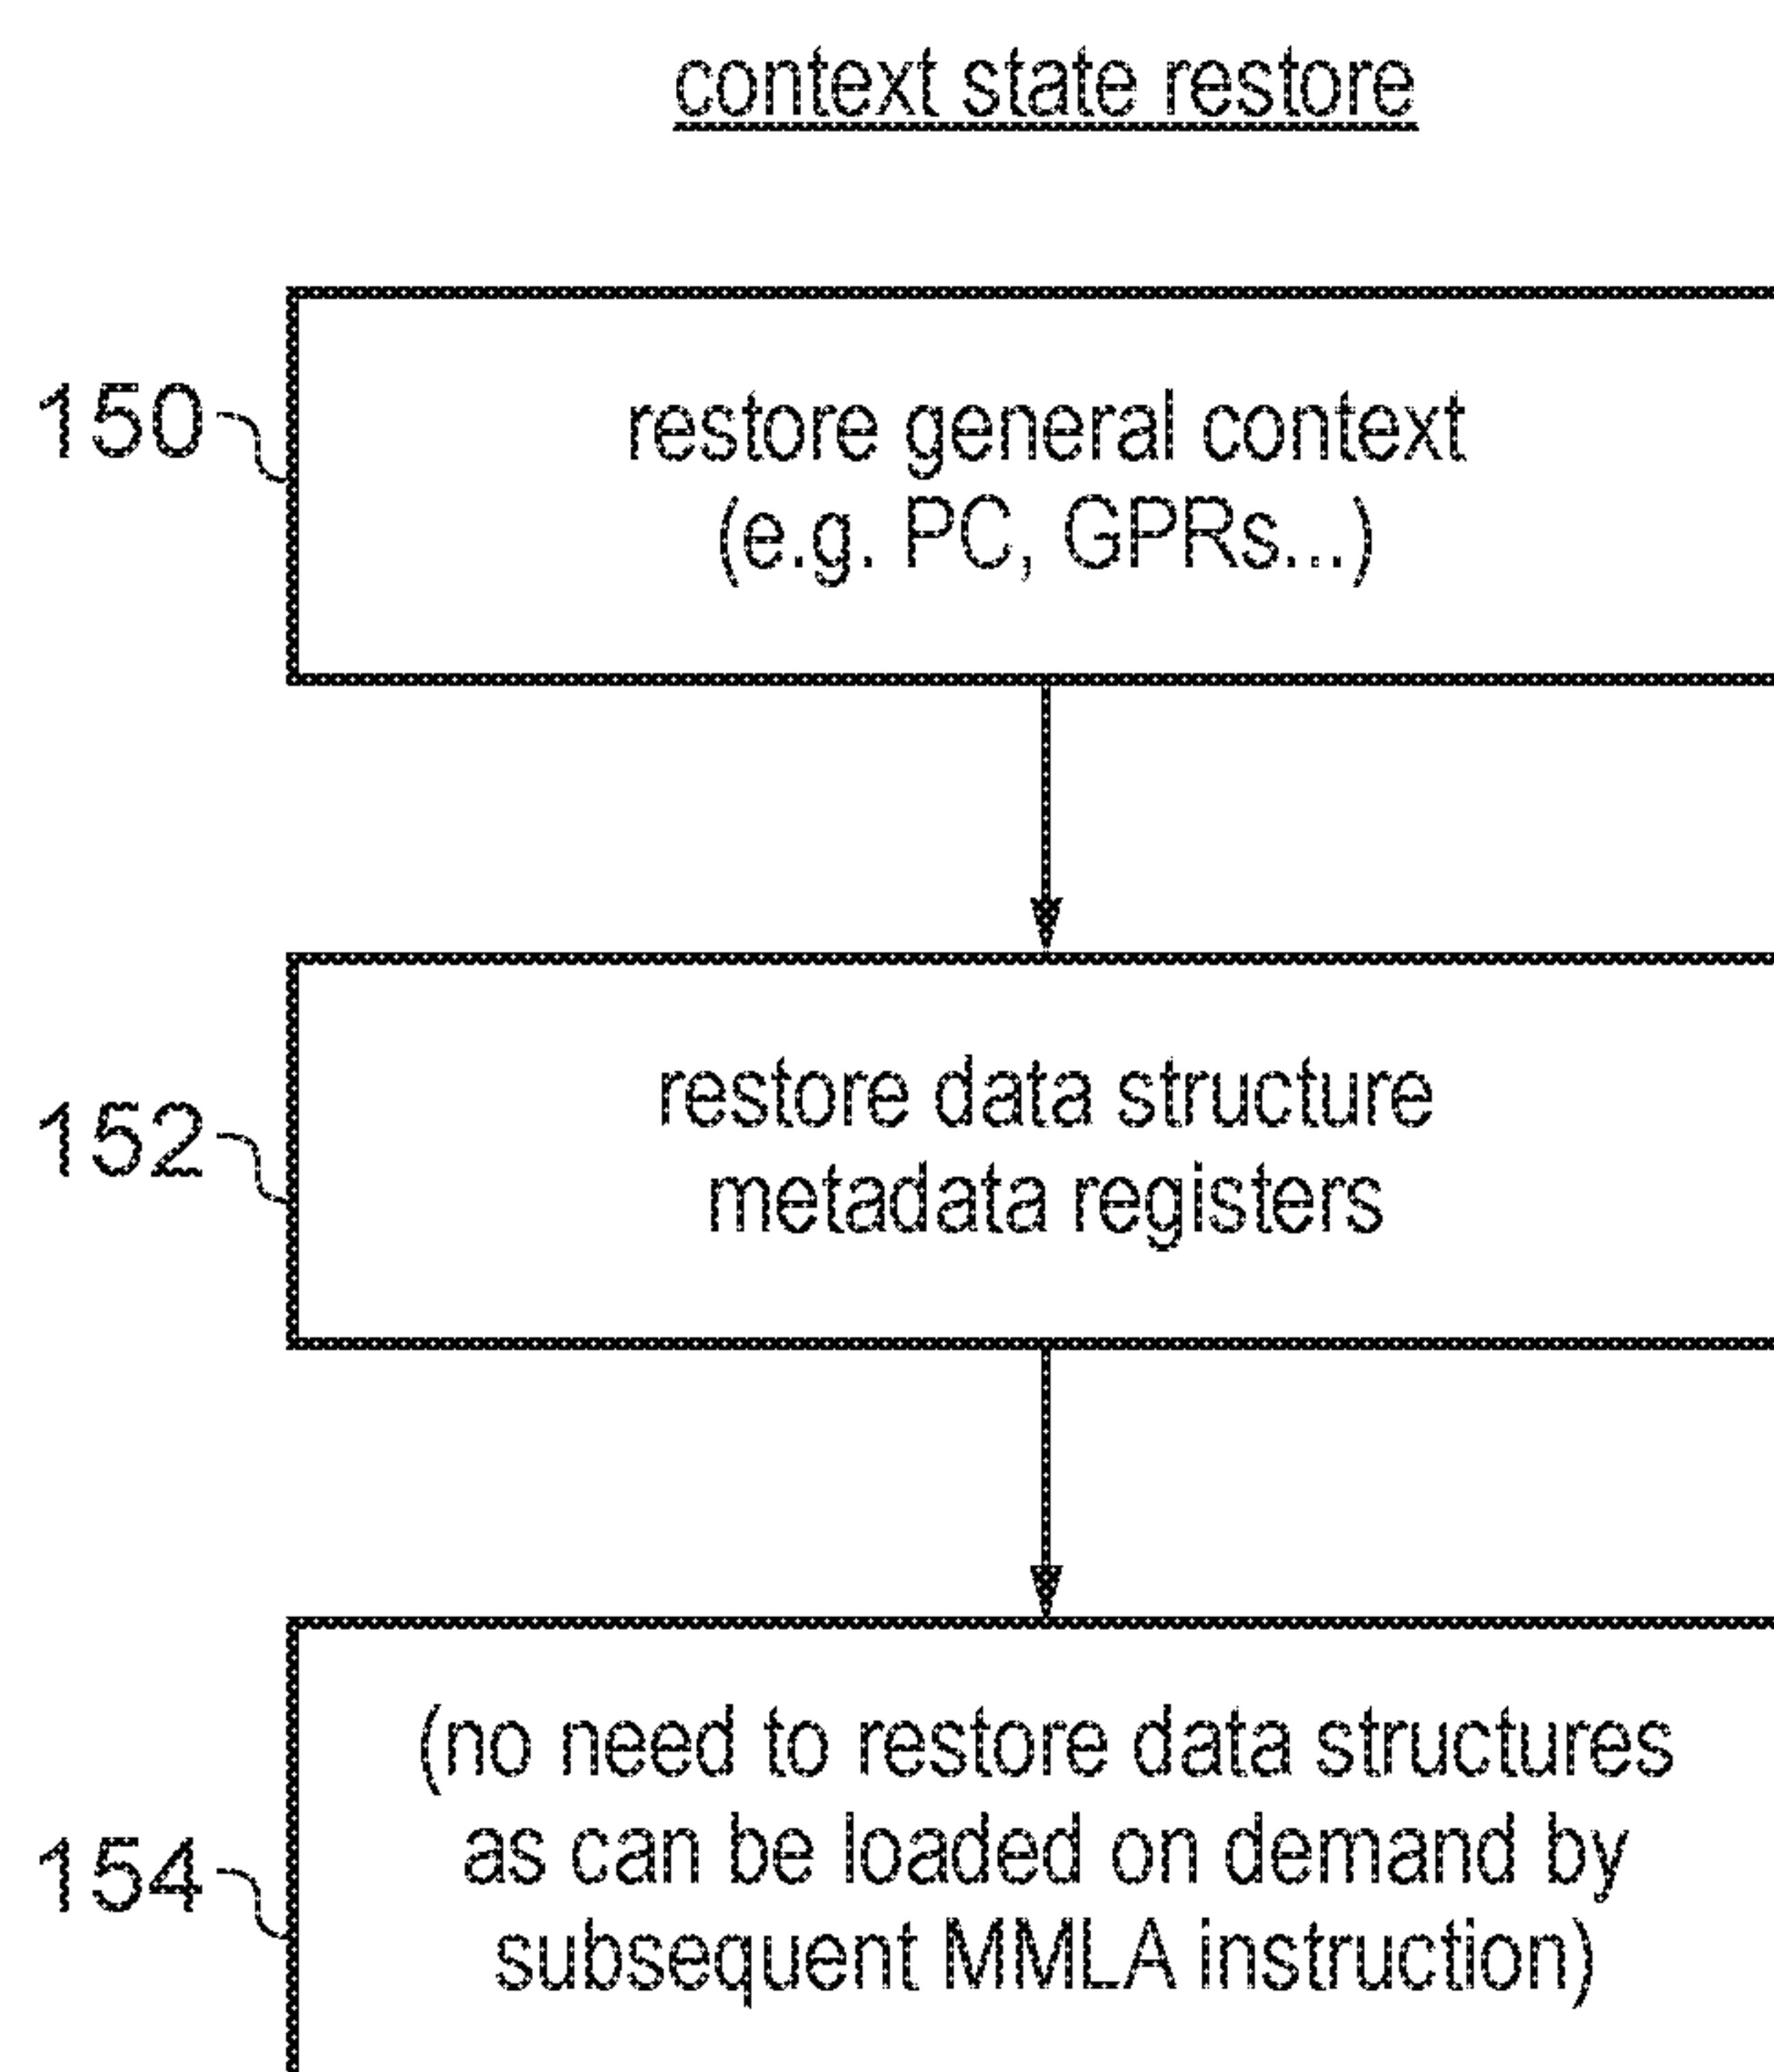 context state restore
150
restore general context
(e.g. PC, GPRs...)
152
restore data structure
metadata registers
154
(no need to restore data structures
as can be loaded on demand by
subsequent MMLA instruction)